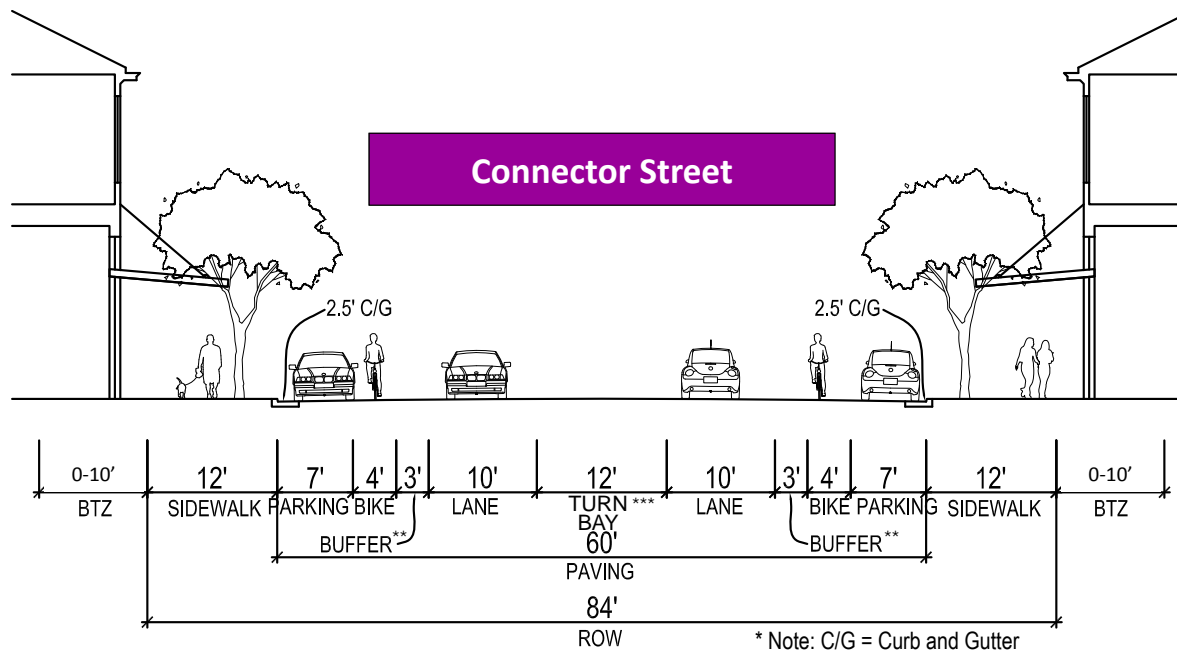 Connector Street
2.5' C/G
2.5' C/G
0-10’ 12' 7' 4' 3' 10' 12' 10' 3' 4' 7' 12' 0-10’
BTZ SIDEWALK PARKING BIKE LANE TURN *** LANE BIKE PARKING SIDEWALK BTZ
BAY
BUFFER** BUFFER**
60'
PAVING
84'
ROW
* Note: C/G = Curb and Gutter